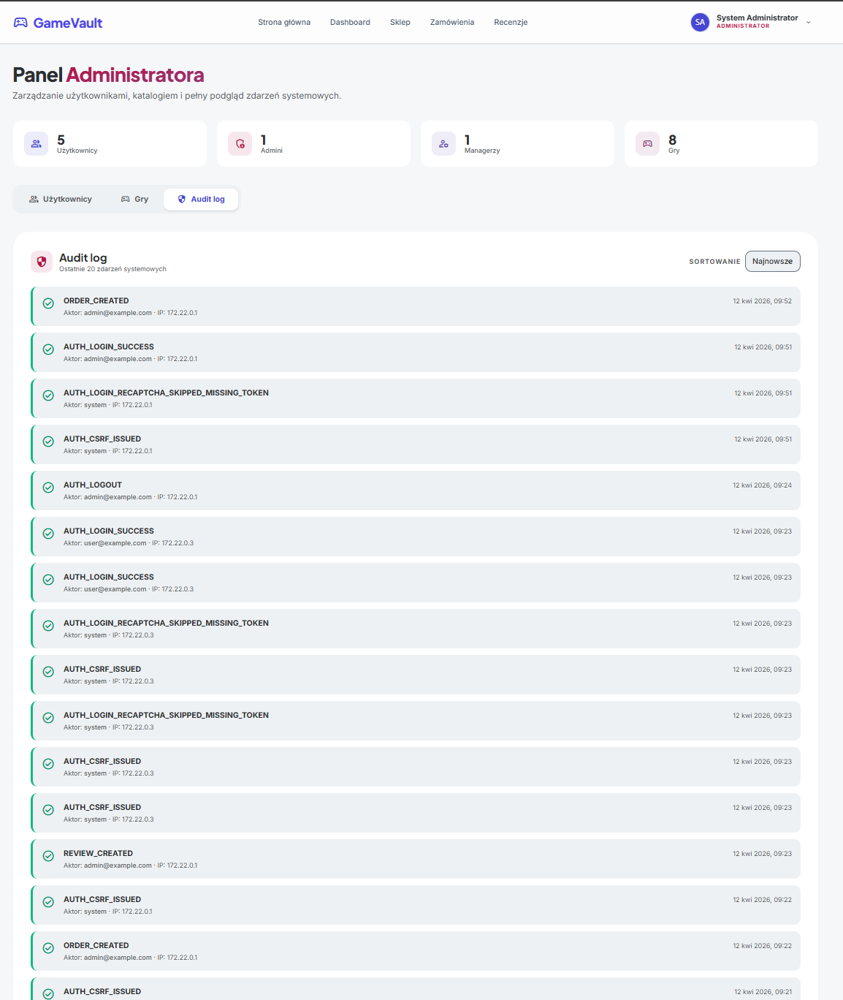 GameVault
Strona główna
Dashboard
Sklep
Zamówienia
Recenzje
SA
System Administrator
ADMINISTRATOR
Panel Administratora
Zarządzanie użytkownikami, katalogiem i pełny podgląd zdarzeń systemowych.
5
Użytkownicy
1
Admini
1
Managerzy
8
Gry
Użytkownicy
Gry
Audit log
Audit log
Ostatnie 20 zdarzeń systemowych
SORTOWANIE
Najnowsze
ORDER_CREATED
12 kwi 2026, 09:52
Aktor: admin@example.com · IP: 172.22.0.1
AUTH_LOGIN_SUCCESS
12 kwi 2026, 09:51
Aktor: admin@example.com · IP: 172.22.0.1
AUTH_LOGIN_RECAPTCHA_SKIPPED_MISSING_TOKEN
12 kwi 2026, 09:51
Aktor: system · IP: 172.22.0.1
AUTH_CSRF_ISSUED
12 kwi 2026, 09:51
Aktor: system · IP: 172.22.0.1
AUTH_LOGOUT
12 kwi 2026, 09:24
Aktor: admin@example.com · IP: 172.22.0.1
AUTH_LOGIN_SUCCESS
12 kwi 2026, 09:23
Aktor: user@example.com · IP: 172.22.0.3
AUTH_LOGIN_SUCCESS
12 kwi 2026, 09:23
Aktor: user@example.com · IP: 172.22.0.3
AUTH_LOGIN_RECAPTCHA_SKIPPED_MISSING_TOKEN
12 kwi 2026, 09:23
Aktor: system · IP: 172.22.0.3
AUTH_CSRF_ISSUED
12 kwi 2026, 09:23
Aktor: system · IP: 172.22.0.3
AUTH_LOGIN_RECAPTCHA_SKIPPED_MISSING_TOKEN
12 kwi 2026, 09:23
Aktor: system · IP: 172.22.0.3
AUTH_CSRF_ISSUED
12 kwi 2026, 09:23
Aktor: system · IP: 172.22.0.3
AUTH_CSRF_ISSUED
12 kwi 2026, 09:23
Aktor: system · IP: 172.22.0.3
REVIEW_CREATED
12 kwi 2026, 09:23
Aktor: admin@example.com · IP: 172.22.0.1
AUTH_CSRF_ISSUED
12 kwi 2026, 09:22
Aktor: system · IP: 172.22.0.1
ORDER_CREATED
12 kwi 2026, 09:22
Aktor: admin@example.com · IP: 172.22.0.1
AUTH_CSRF_ISSUED
12 kwi 2026, 09:21